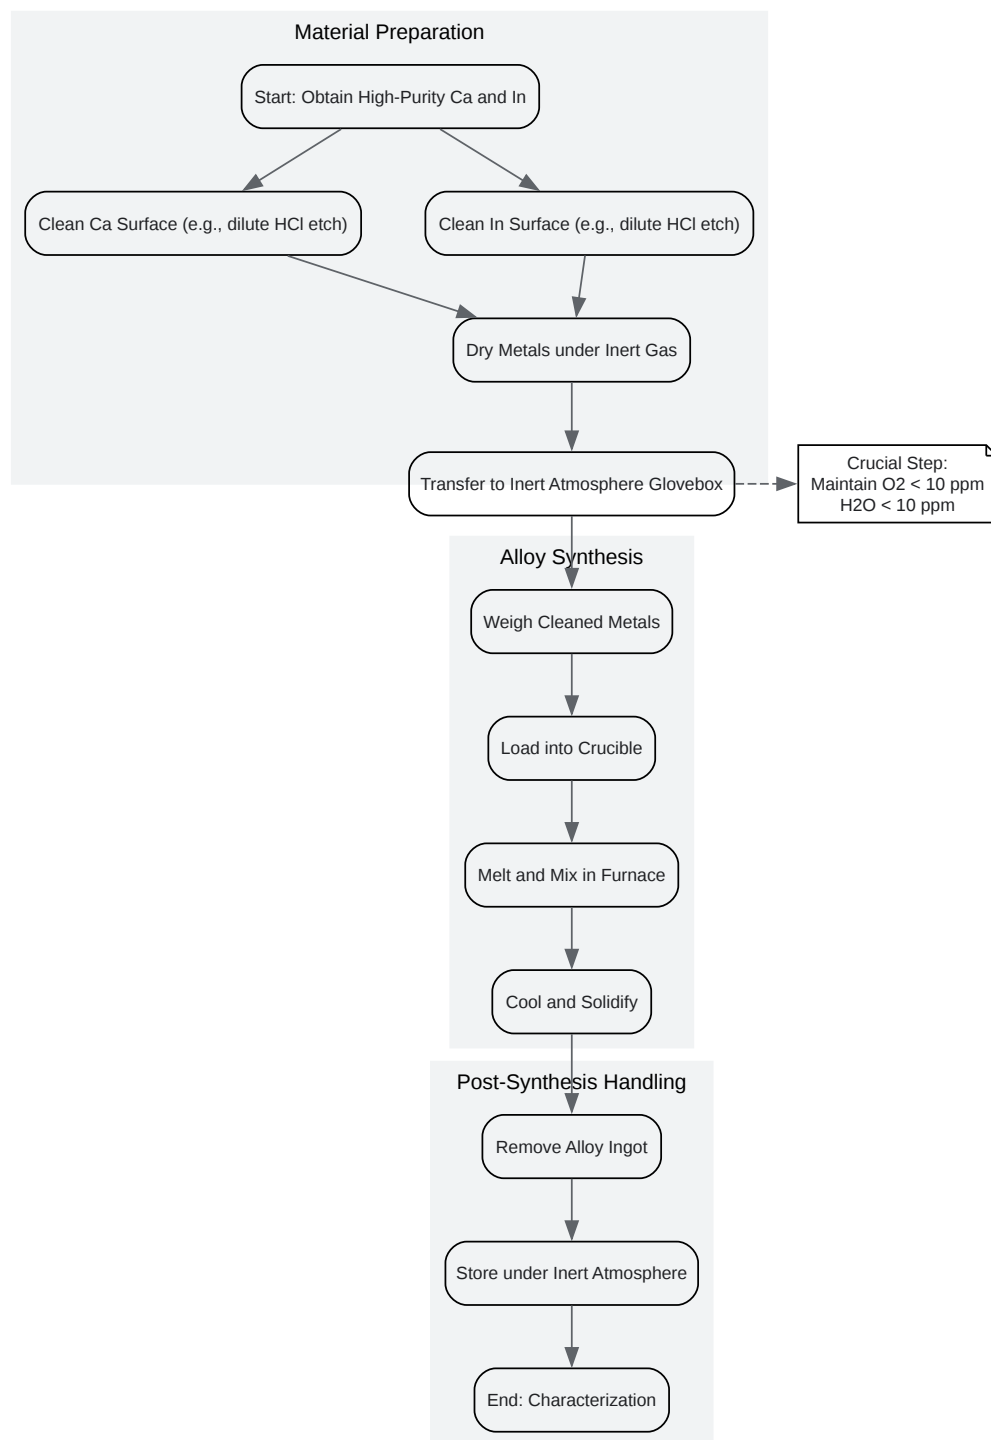 Material Preparation
Start: Obtain High-Purity Ca and In
Clean Ca Surface (e.g., dilute HCl etch)
Clean In Surface (e.g., dilute HCl etch)
Dry Metals under Inert Gas
Transfer to Inert Atmosphere Glovebox
Crucial Step:
Maintain O2 < 10 ppm
H2O < 10 ppm
Alloy Synthesis
Weigh Cleaned Metals
Load into Crucible
Melt and Mix in Furnace
Cool and Solidify
Post-Synthesis Handling
Remove Alloy Ingot
Store under Inert Atmosphere
End: Characterization